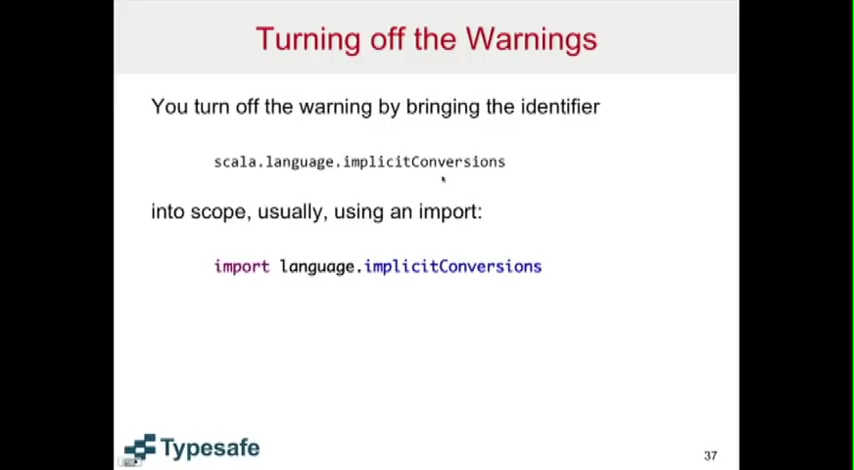 Turning off the Warnings
You turn off the warning by bringing the identifier
scala.language.implicitConversions
into scope, usually, using an import:
import language.implicitConversions
Typesafe
37